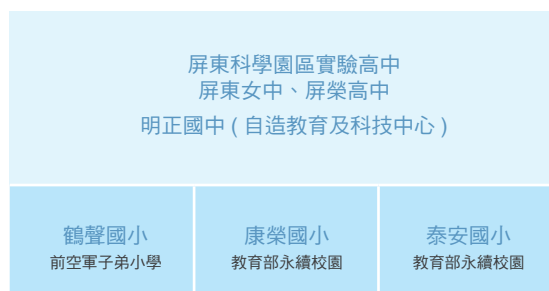 屏東科學園區實驗高中
屏東女中、屏榮高中
明正國中 ( 自造教育及科技中心 )
鶴聲國小
前空軍子弟小學
康榮國小
教育部永續校園
泰安國小
教育部永續校園